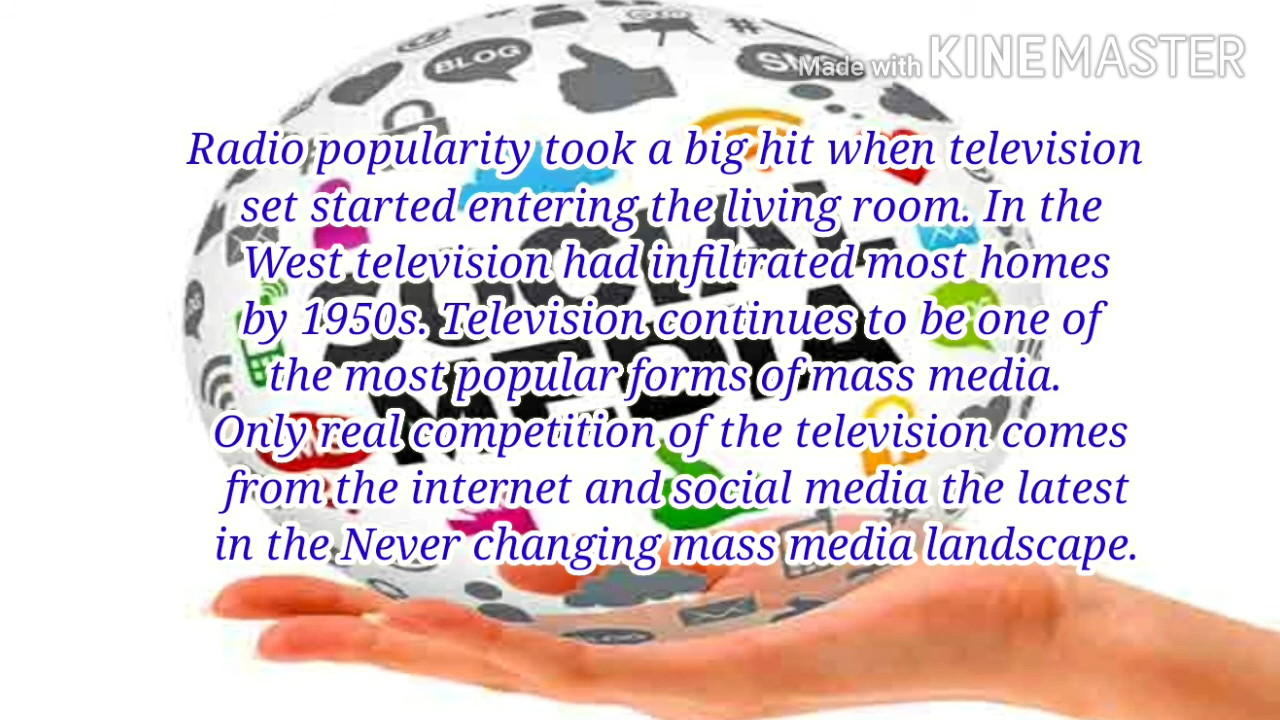 Made with KINEMASTER
BLOG
SMS
Radio popularity took a big hit when television
set started entering the living room. In the
West television had infiltrated most homes
by 1950s. Television continues to be one of
the most popular forms of mass media.
Only real competition of the television comes
from the internet and social media the latest
in the Never changing mass media landscape.
SOCIAL
MEDIA